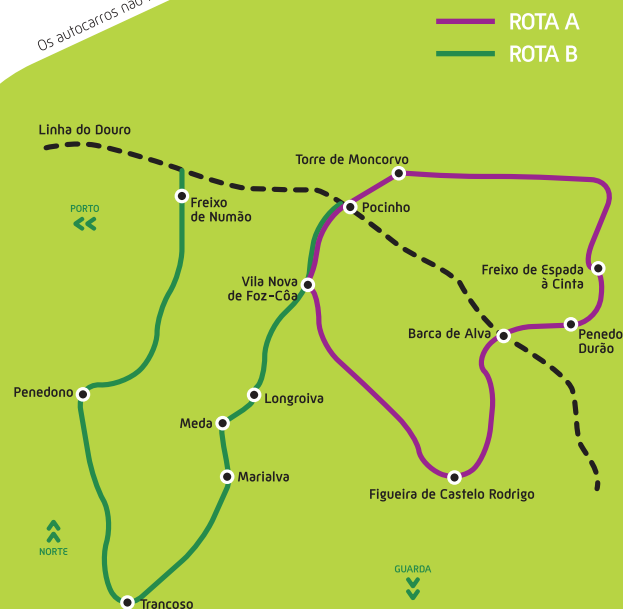 Os autocarros não
ROTA A
ROTA B
Linha do Douro
Torre de Moncorvo
PORTO
Freixo
de Numão
Pocinho
Freixo de Espada
à Cinta
Vila Nova
de Foz-Côa
Barca de Alva
Penedo
Durão
Penedono
Longroiva
Meda
Marialva
Figueira de Castelo Rodrigo
NORTE
GUARDA
Trancoso